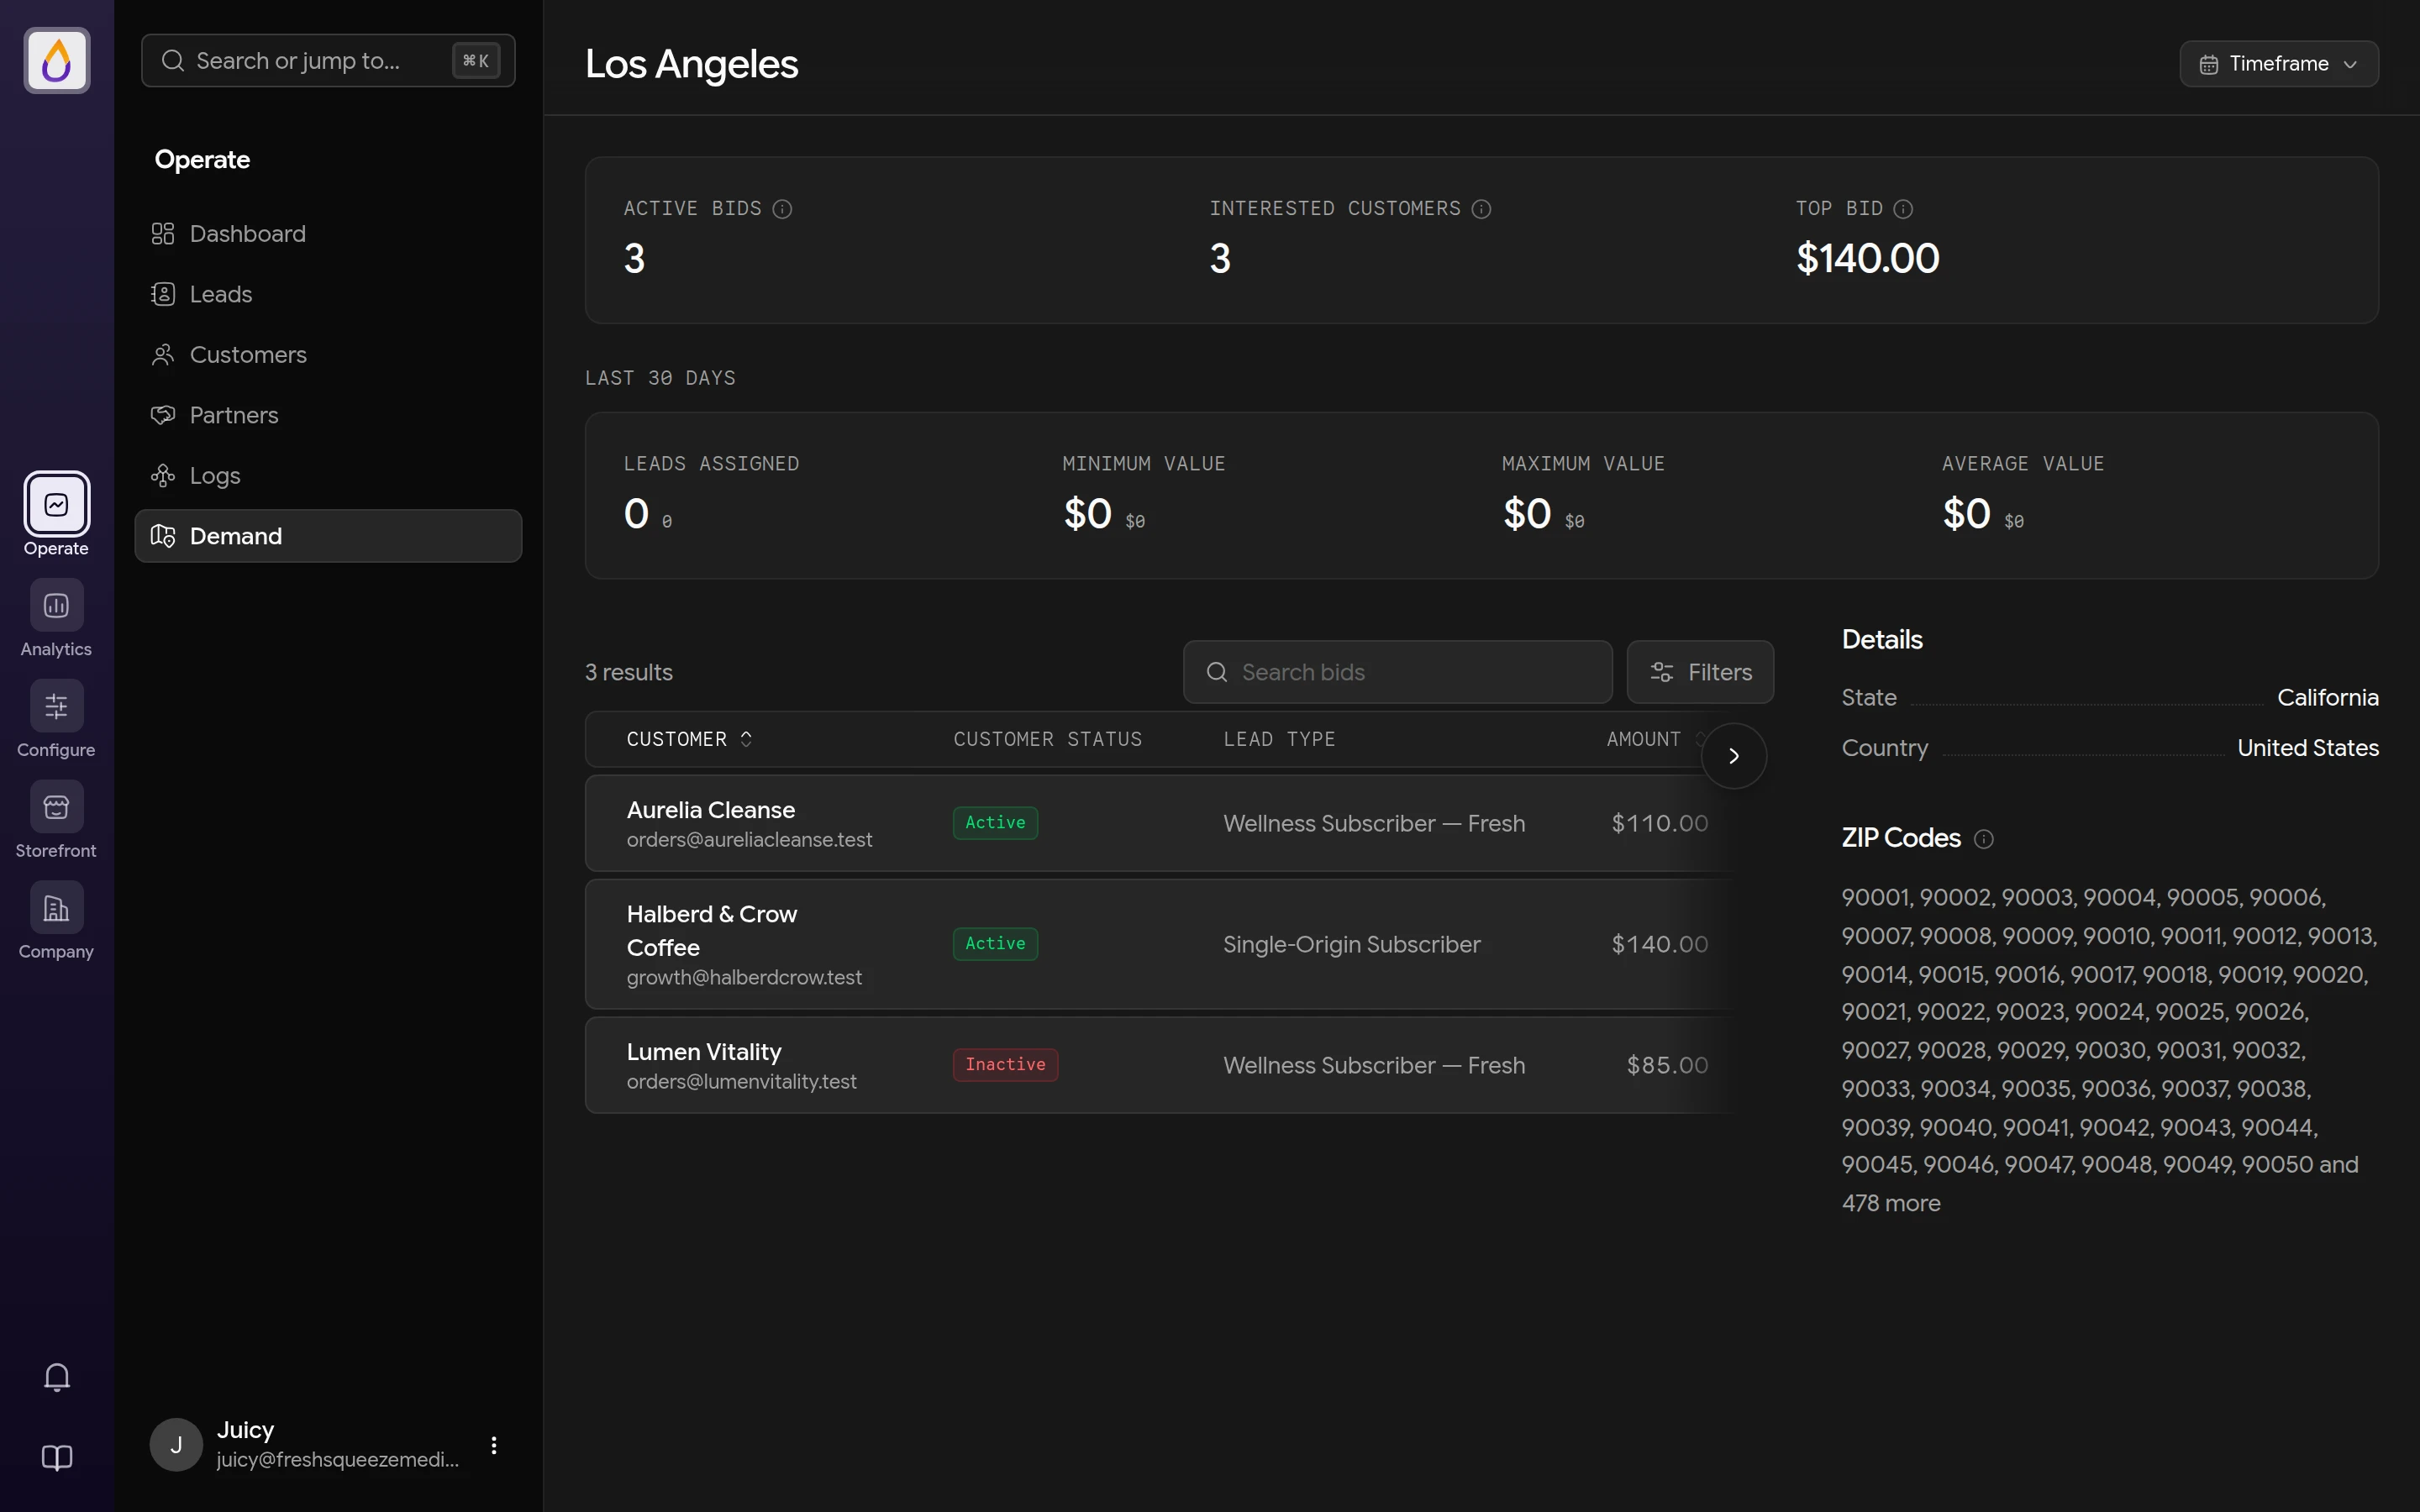 Search or jump to...
⌘ K
Operate
Dashboard
Leads
Customers
Partners
Logs
Demand
Operate
Analytics
Configure
Storefront
Company
J
Juicy
juicy@freshsqueezemedi...
Los Angeles
Timeframe
ACTIVE BIDS
3
INTERESTED CUSTOMERS
3
TOP BID
$140.00
LAST 30 DAYS
LEADS ASSIGNED
0 0
MINIMUM VALUE
$0 $0
MAXIMUM VALUE
$0 $0
AVERAGE VALUE
$0 $0
3 results
Search bids
Filters
CUSTOMER CUSTOMER STATUS LEAD TYPE AMOUNT
Aurelia Cleanse
orders@aureliacleanse.test
Active
Wellness Subscriber — Fresh
$110.00
Halberd & Crow
Coffee
growth@halberdcrow.test
Active
Single-Origin Subscriber
$140.00
Lumen Vitality
orders@lumenvitality.test
Inactive
Wellness Subscriber — Fresh
$85.00
Details
State California
Country United States
ZIP Codes
90001, 90002, 90003, 90004, 90005, 90006,
90007, 90008, 90009, 90010, 90011, 90012, 90013,
90014, 90015, 90016, 90017, 90018, 90019, 90020,
90021, 90022, 90023, 90024, 90025, 90026,
90027, 90028, 90029, 90030, 90031, 90032,
90033, 90034, 90035, 90036, 90037, 90038,
90039, 90040, 90041, 90042, 90043, 90044,
90045, 90046, 90047, 90048, 90049, 90050 and
478 more